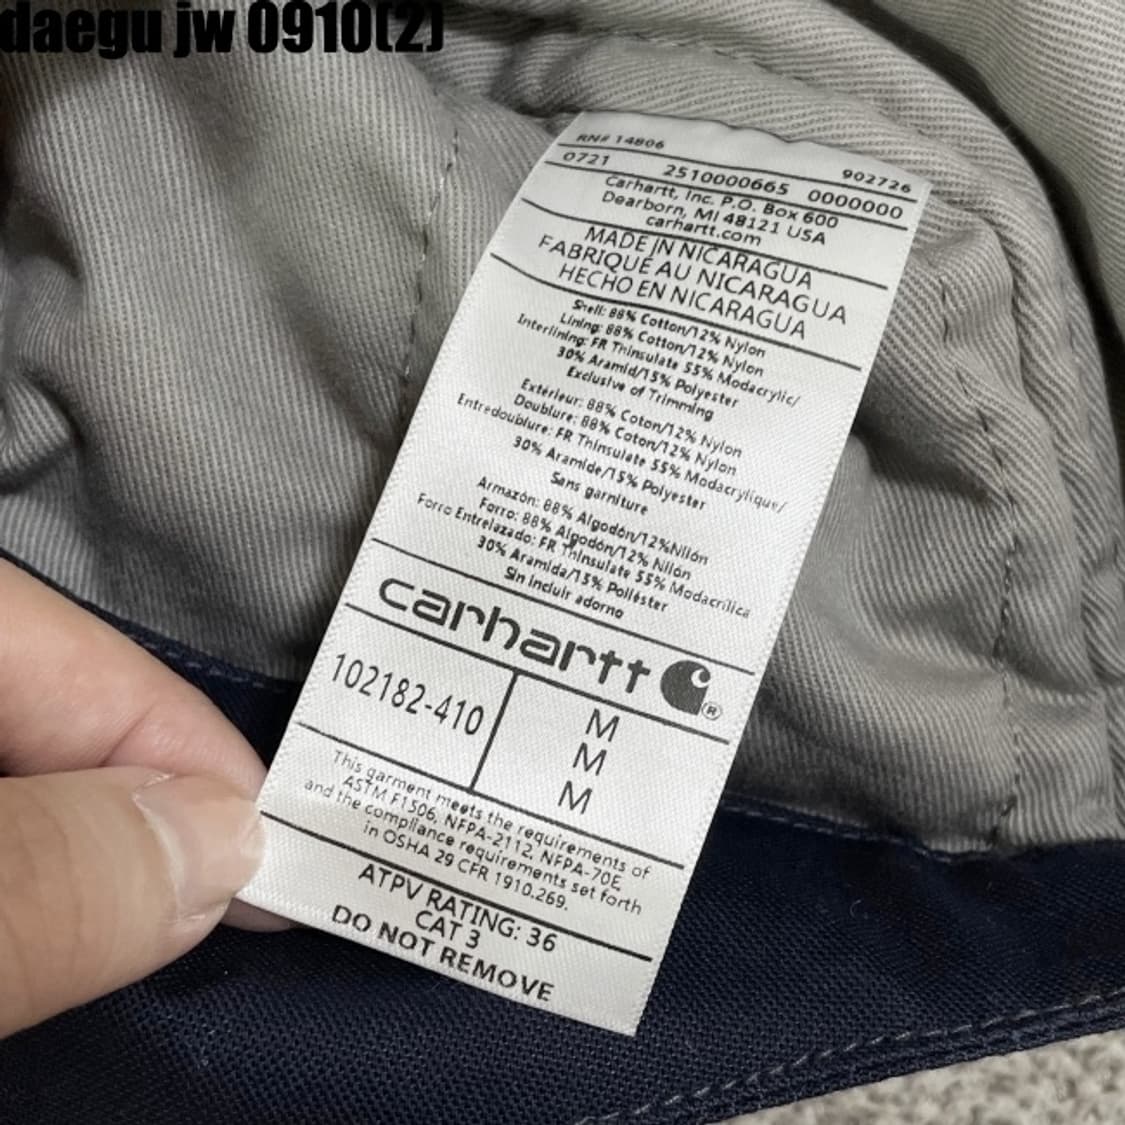 daegu jw 0910(2)
RN# 14806 902726
0721 2510000665 0000000
Carhartt, Inc. P.O. Box 600
Dearborn, MI 48121 USA
carhartt.com
MADE IN NICARAGUA
FABRIQUÉ AU NICARAGUA
HECHO EN NICARAGUA
Shell: 88% Cotton/12% Nylon
Lining: 88% Cotton/12% Nylon
Interlining: FR Thinsulate 55% Modacrylic/
30% Aramid/15% Polyester
Exclusive of Trimming
Extérieur: 88% Coton/12% Nylon
Doublure: 88% Coton/12% Nylon
Entredoublure: FR Thinsulate 55% Modacrylique/
30% Aramide/15% Polyester
Sans garniture
Armazón: 88% Algodón/12%Nilón
Forro: 88% Algodón/12% Nilón
Forro Entrelazado: FR Thinsulate 55% Modacrílica
30% Aramida/15% Poliéster
Sin incluir adorno
carhartt ®
102182-410
M
M
M
This garment meets the requirements of
ASTM F1506, NFPA-2112, NFPA-70E,
and the compliance requirements set forth
in OSHA 29 CFR 1910.269.
ATPV RATING: 36
CAT 3
DO NOT REMOVE